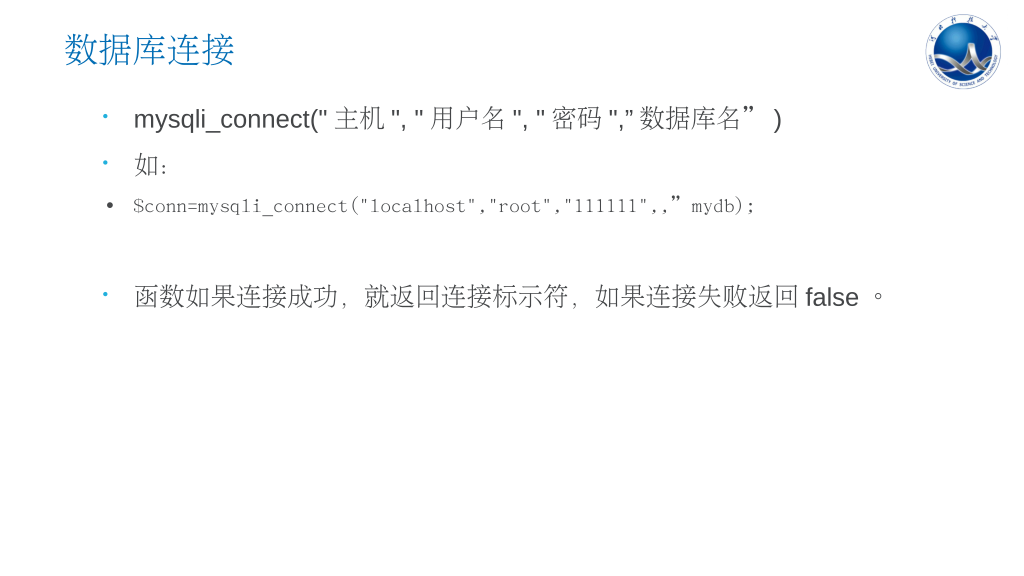 数据库连接
mysqli_connect(" 主机 ", " 用户名 ", " 密码 ",” 数据库名” )
如：
$conn=mysqli_connect("localhost","root","111111",,”mydb);
函数如果连接成功，就返回连接标示符，如果连接失败返回 false 。